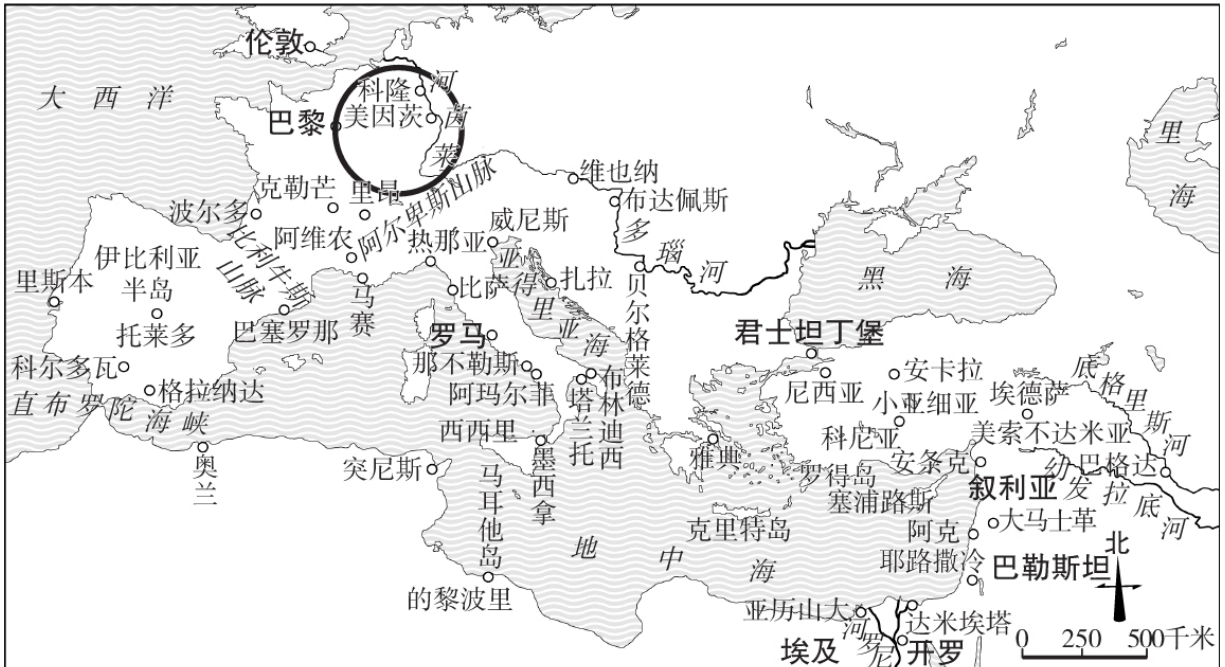 伦敦
大西洋
河
科隆
美因茨
茵
巴黎
莱
里海
维也纳
克勒芒
里昂
阿尔卑斯山脉
布达佩斯
波尔多
威尼斯
多瑙河
比利牛斯
山脉
阿维农
热那亚
亚得里亚海
扎拉
黑海
伊比利亚
半岛
里斯本
比萨
马赛
贝尔格莱德
托莱多
巴塞罗那
罗马
君士坦丁堡
科尔多瓦
那不勒斯
布林迪西
尼西亚
安卡拉
底格里斯河
格拉纳达
阿玛尔菲
塔兰托
小亚细亚
埃德萨
直布罗陀海峡
西西里
科尼亚
美索不达米亚
奥兰
突尼斯
墨西拿
雅典
罗得岛
安条克
幼发拉底河
巴格达
马耳他岛
塞浦路斯
叙利亚
克里特岛
阿克
大马士革
地中海
耶路撒冷
巴勒斯坦
北
的黎波里
亚历山大
达米埃塔
0 250 500千米
埃及
河罗尼
开罗